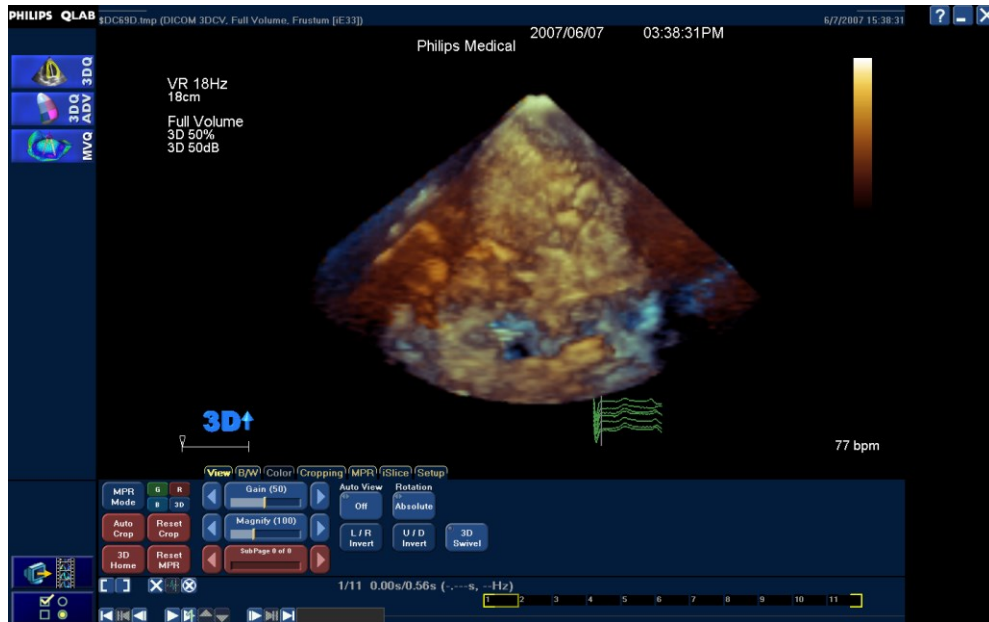 PHILIPS QLAB
$DC69D.tmp (DICOM 3DCV, Full Volume, Frustum [iE33])
6/7/2007 15:38:31
?
Philips Medical
2007/06/07
03:38:31PM
3DQ
3DQ ADV
MVQ
VR 18Hz
18cm
Full Volume
3D 50%
3D 50dB
3D
77 bpm
View B/W Color Cropping MPR iSlice Setup
MPR Mode
G R
B 3D
Gain (50)
Auto View
Off
Rotation
Absolute
Auto Crop
Reset Crop
Magnify (100)
L / R Invert
U / D Invert
3D Swivel
3D Home
Reset MPR
SubPage 0 of 0
1/11 0.00s/0.56s (-.---s, --Hz)
1 2 3 4 5 6 7 8 9 10 11